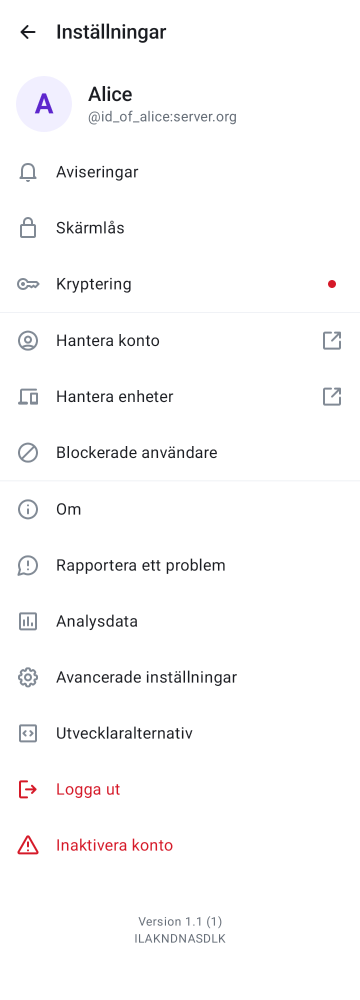 Inställningar
A
Alice
@id_of_alice:server.org
Aviseringar
Skärmlås
Kryptering
Hantera konto
Hantera enheter
Blockerade användare
Om
Rapportera ett problem
Analysdata
Avancerade inställningar
Utvecklaralternativ
Logga ut
Inaktivera konto
Version 1.1 (1)
ILAKNDNASDLK